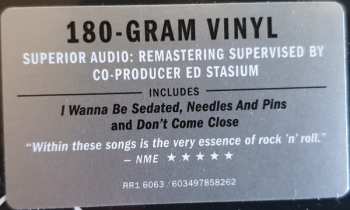 180-GRAM VINYL
SUPERIOR AUDIO: REMASTERING SUPERVISED BY
CO-PRODUCER ED STASIUM
INCLUDES
I Wanna Be Sedated, Needles And Pins
and Don't Come Close
"Within these songs is the very essence of rock 'n' roll."
— NME ★★★★★
RR1 6063 / 603497858262